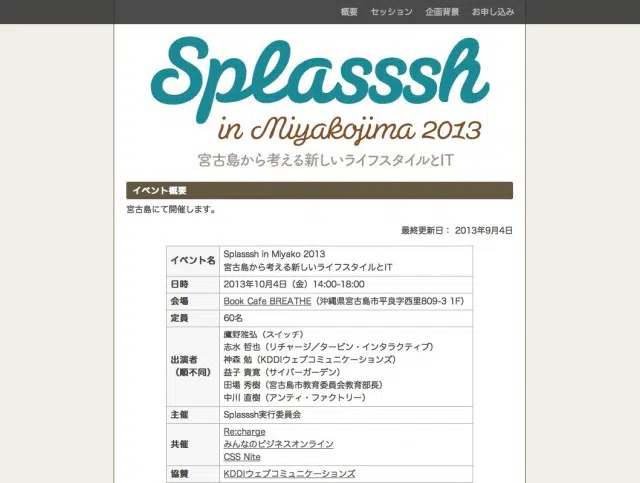 概要 セッション 企画背景 お申し込み
Splasssh
in Miyakojima 2013
宮古島から考える新しいライフスタイルとIT
イベント概要
宮古島にて開催します。
最終更新日： 2013年9月4日
イベント名 Splasssh in Miyako 2013
宮古島から考える新しいライフスタイルとIT
日時 2013年10月4日（金）14:00-18:00
会場 Book Cafe BREATHE（沖縄県宮古島市平良字西里809-3 1F）
定員 60名
出演者
（順不同）
鷹野雅弘（スイッチ）
志水 哲也（リチャージ／タービン・インタラクティブ）
神森 勉（KDDIウェブコミュニケーションズ）
益子 貴寛（サイバーガーデン）
田場 秀樹（宮古島市教育委員会教育部長）
中川 直樹（アンティ・ファクトリー）
主催 Splasssh実行委員会
共催 Re:charge
みんなのビジネスオンライン
CSS Nite
協賛 KDDIウェブコミュニケーションズ